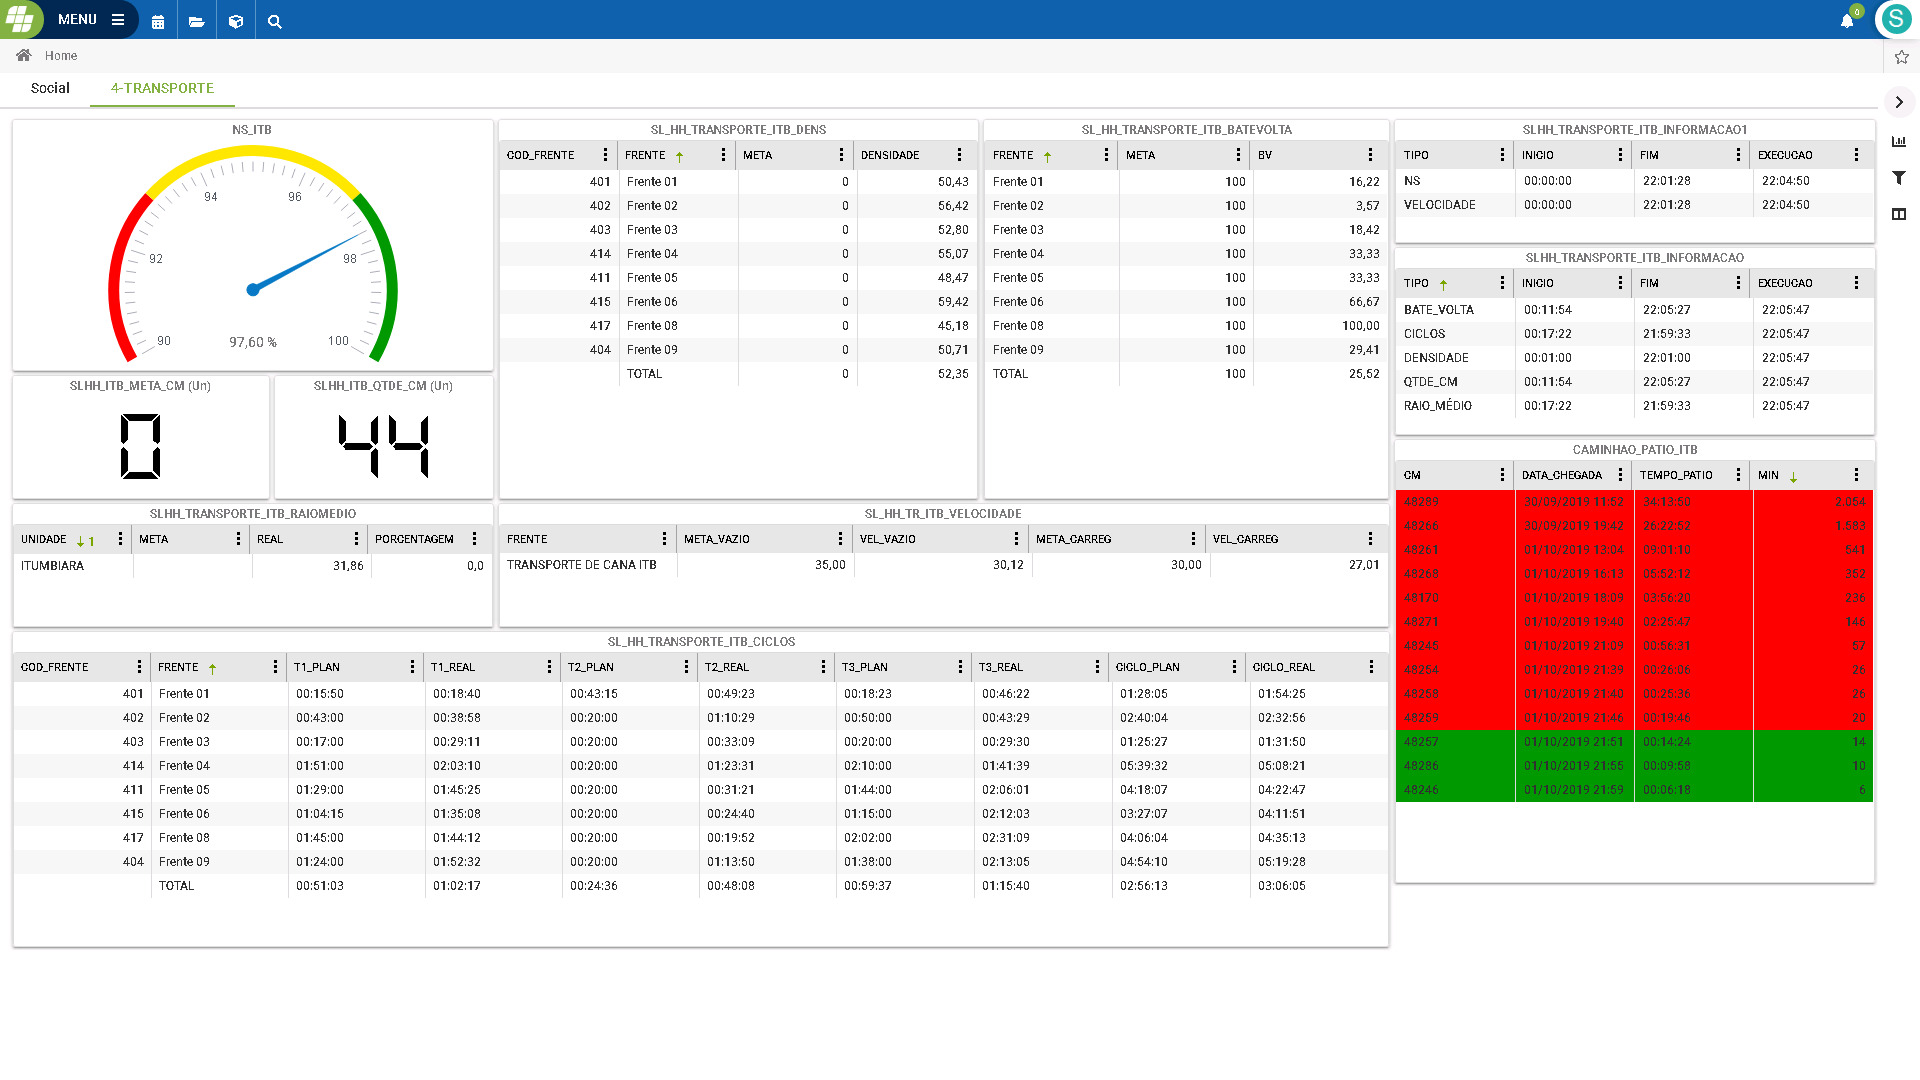 MENU
0
S
Home
Social
4-TRANSPORTE
NS_ITB
90
92
94
96
98
100
97,60 %
SLHH_ITB_META_CM (Un)
0
SLHH_ITB_QTDE_CM (Un)
44
SL_HH_TRANSPORTE_ITB_DENS
COD_FRENTE FRENTE META DENSIDADE
401 Frente 01 0 50,43
402 Frente 02 0 56,42
403 Frente 03 0 52,80
414 Frente 04 0 55,07
411 Frente 05 0 48,47
415 Frente 06 0 59,42
417 Frente 08 0 45,18
404 Frente 09 0 50,71
TOTAL 0 52,35
SL_HH_TRANSPORTE_ITB_BATEVOLTA
FRENTE META BV
Frente 01 100 16,22
Frente 02 100 3,57
Frente 03 100 18,42
Frente 04 100 33,33
Frente 05 100 33,33
Frente 06 100 66,67
Frente 08 100 100,00
Frente 09 100 29,41
TOTAL 100 25,52
SLHH_TRANSPORTE_ITB_INFORMACAO1
TIPO INICIO FIM EXECUCAO
NS 00:00:00 22:01:28 22:04:50
VELOCIDADE 00:00:00 22:01:28 22:04:50
SLHH_TRANSPORTE_ITB_INFORMACAO
TIPO INICIO FIM EXECUCAO
BATE_VOLTA 00:11:54 22:05:27 22:05:47
CICLOS 00:17:22 21:59:33 22:05:47
DENSIDADE 00:01:00 22:01:00 22:05:47
QTDE_CM 00:11:54 22:05:27 22:05:47
RAIO_MÉDIO 00:17:22 21:59:33 22:05:47
CAMINHAO_PATIO_ITB
CM DATA_CHEGADA TEMPO_PATIO MIN
48289 30/09/2019 11:52 34:13:50 2.054
48266 30/09/2019 19:42 26:22:52 1.583
48261 01/10/2019 13:04 09:01:10 541
48268 01/10/2019 16:13 05:52:12 352
48170 01/10/2019 18:09 03:56:20 236
48271 01/10/2019 19:40 02:25:47 146
48245 01/10/2019 21:09 00:56:31 57
48254 01/10/2019 21:39 00:26:06 26
48258 01/10/2019 21:40 00:25:36 26
48259 01/10/2019 21:46 00:19:46 20
48257 01/10/2019 21:51 00:14:24 14
48286 01/10/2019 21:55 00:09:58 10
48246 01/10/2019 21:59 00:06:18 6
SLHH_TRANSPORTE_ITB_RAIOMEDIO
UNIDADE 1 META REAL PORCENTAGEM
ITUMBIARA 31,86 0,0
SL_HH_TR_ITB_VELOCIDADE
FRENTE META_VAZIO VEL_VAZIO META_CARREG VEL_CARREG
TRANSPORTE DE CANA ITB 35,00 30,12 30,00 27,01
SL_HH_TRANSPORTE_ITB_CICLOS
COD_FRENTE FRENTE T1_PLAN T1_REAL T2_PLAN T2_REAL T3_PLAN T3_REAL CICLO_PLAN CICLO_REAL
401 Frente 01 00:15:50 00:18:40 00:43:15 00:49:23 00:18:23 00:46:22 01:28:05 01:54:25
402 Frente 02 00:43:00 00:38:58 00:20:00 01:10:29 00:50:00 00:43:29 02:40:04 02:32:56
403 Frente 03 00:17:00 00:29:11 00:20:00 00:33:09 00:20:00 00:29:30 01:25:27 01:31:50
414 Frente 04 01:51:00 02:03:10 00:20:00 01:23:31 02:10:00 01:41:39 05:39:32 05:08:21
411 Frente 05 01:29:00 01:45:25 00:20:00 00:31:21 01:44:00 02:06:01 04:18:07 04:22:47
415 Frente 06 01:04:15 01:35:08 00:20:00 00:24:40 01:15:00 02:12:03 03:27:07 04:11:51
417 Frente 08 01:45:00 01:44:12 00:20:00 00:19:52 02:02:00 02:31:09 04:06:04 04:35:13
404 Frente 09 01:24:00 01:52:32 00:20:00 01:13:50 01:38:00 02:13:05 04:54:10 05:19:28
TOTAL 00:51:03 01:02:17 00:24:36 00:48:08 00:59:37 01:15:40 02:56:13 03:06:05